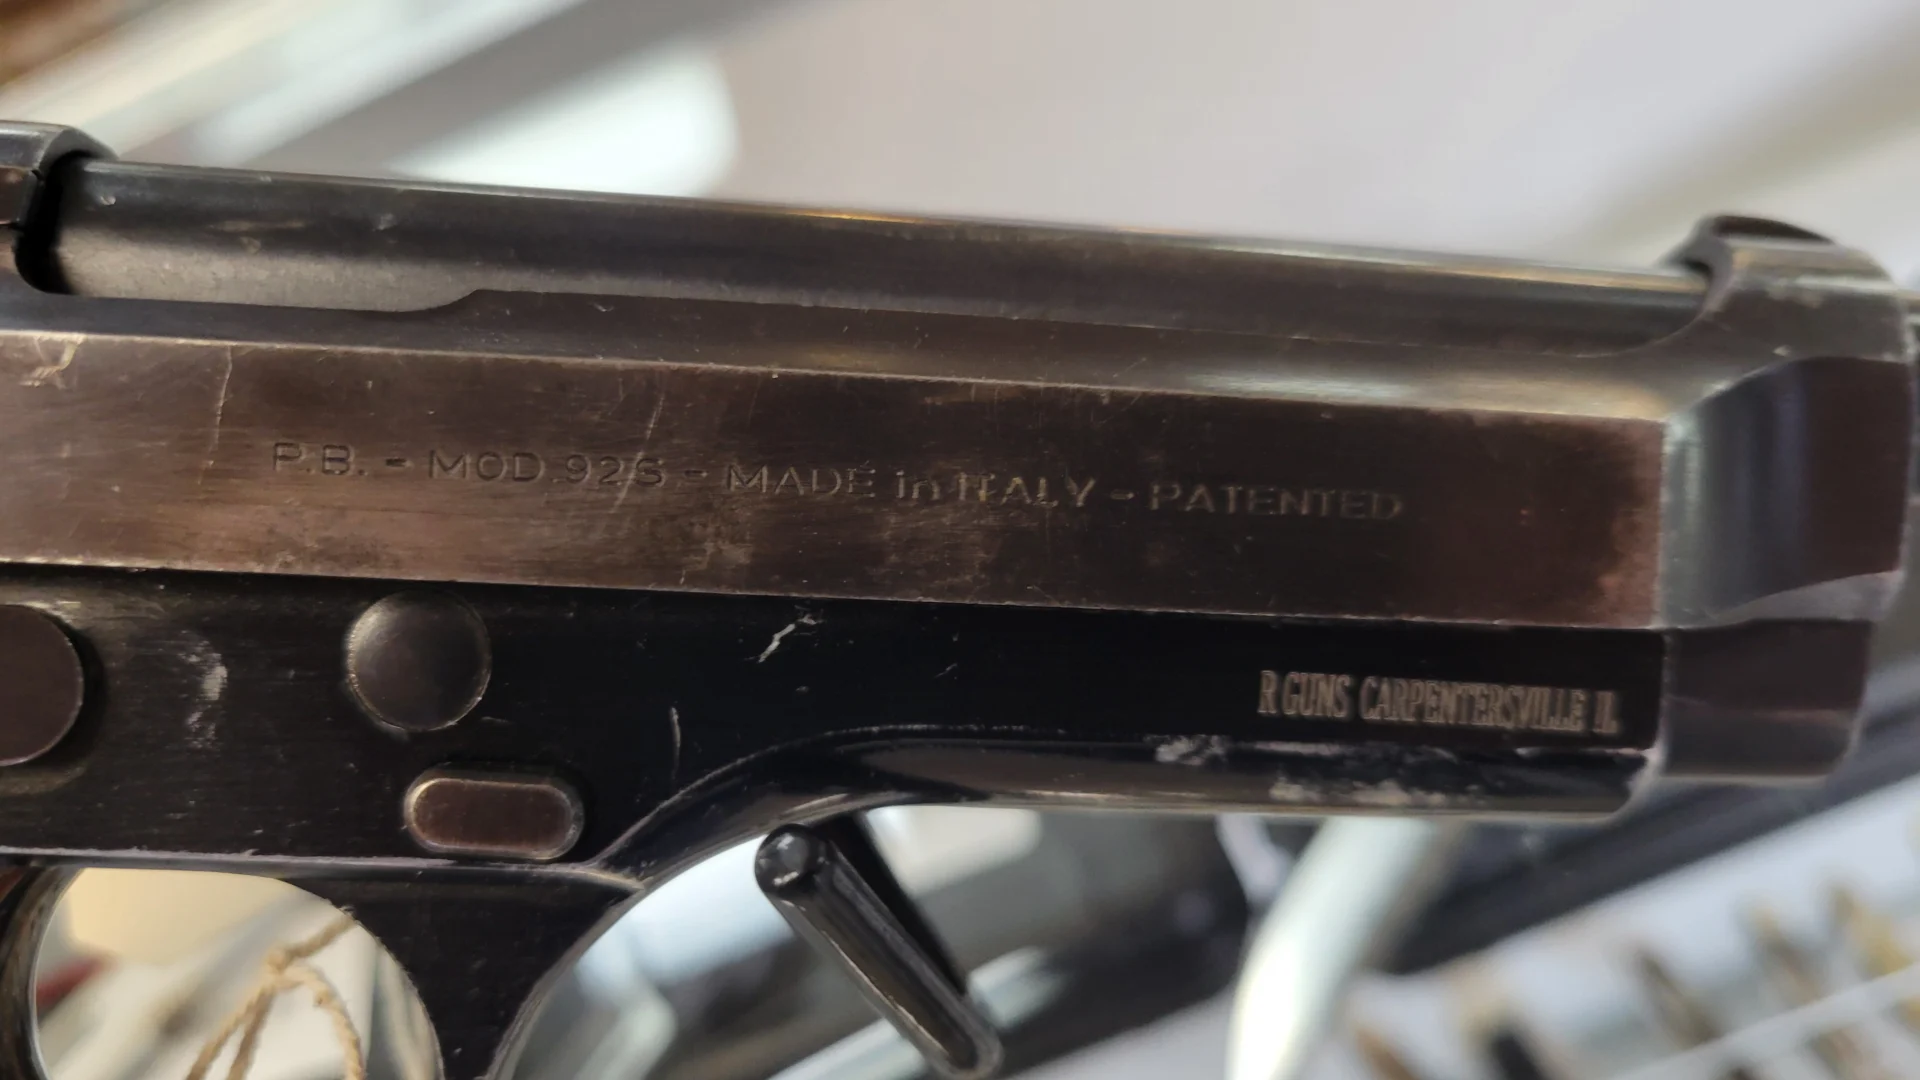 P.B. - MOD.92S - MADE in ITALY - PATENTED
R GUNS CARPENTERSVILLE IL